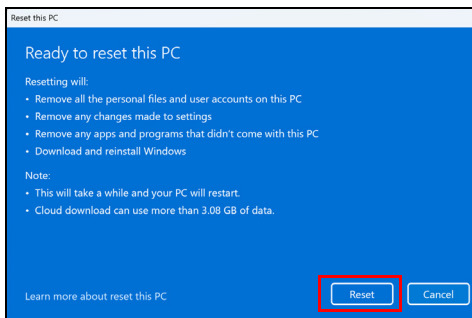 Reset this PC
Ready to reset this PC
Resetting will:
• Remove all the personal files and user accounts on this PC
• Remove any changes made to settings
• Remove any apps and programs that didn't come with this PC
• Download and reinstall Windows
Note:
• This will take a while and your PC will restart.
• Cloud download can use more than 3.08 GB of data.
Learn more about reset this PC
Reset
Cancel